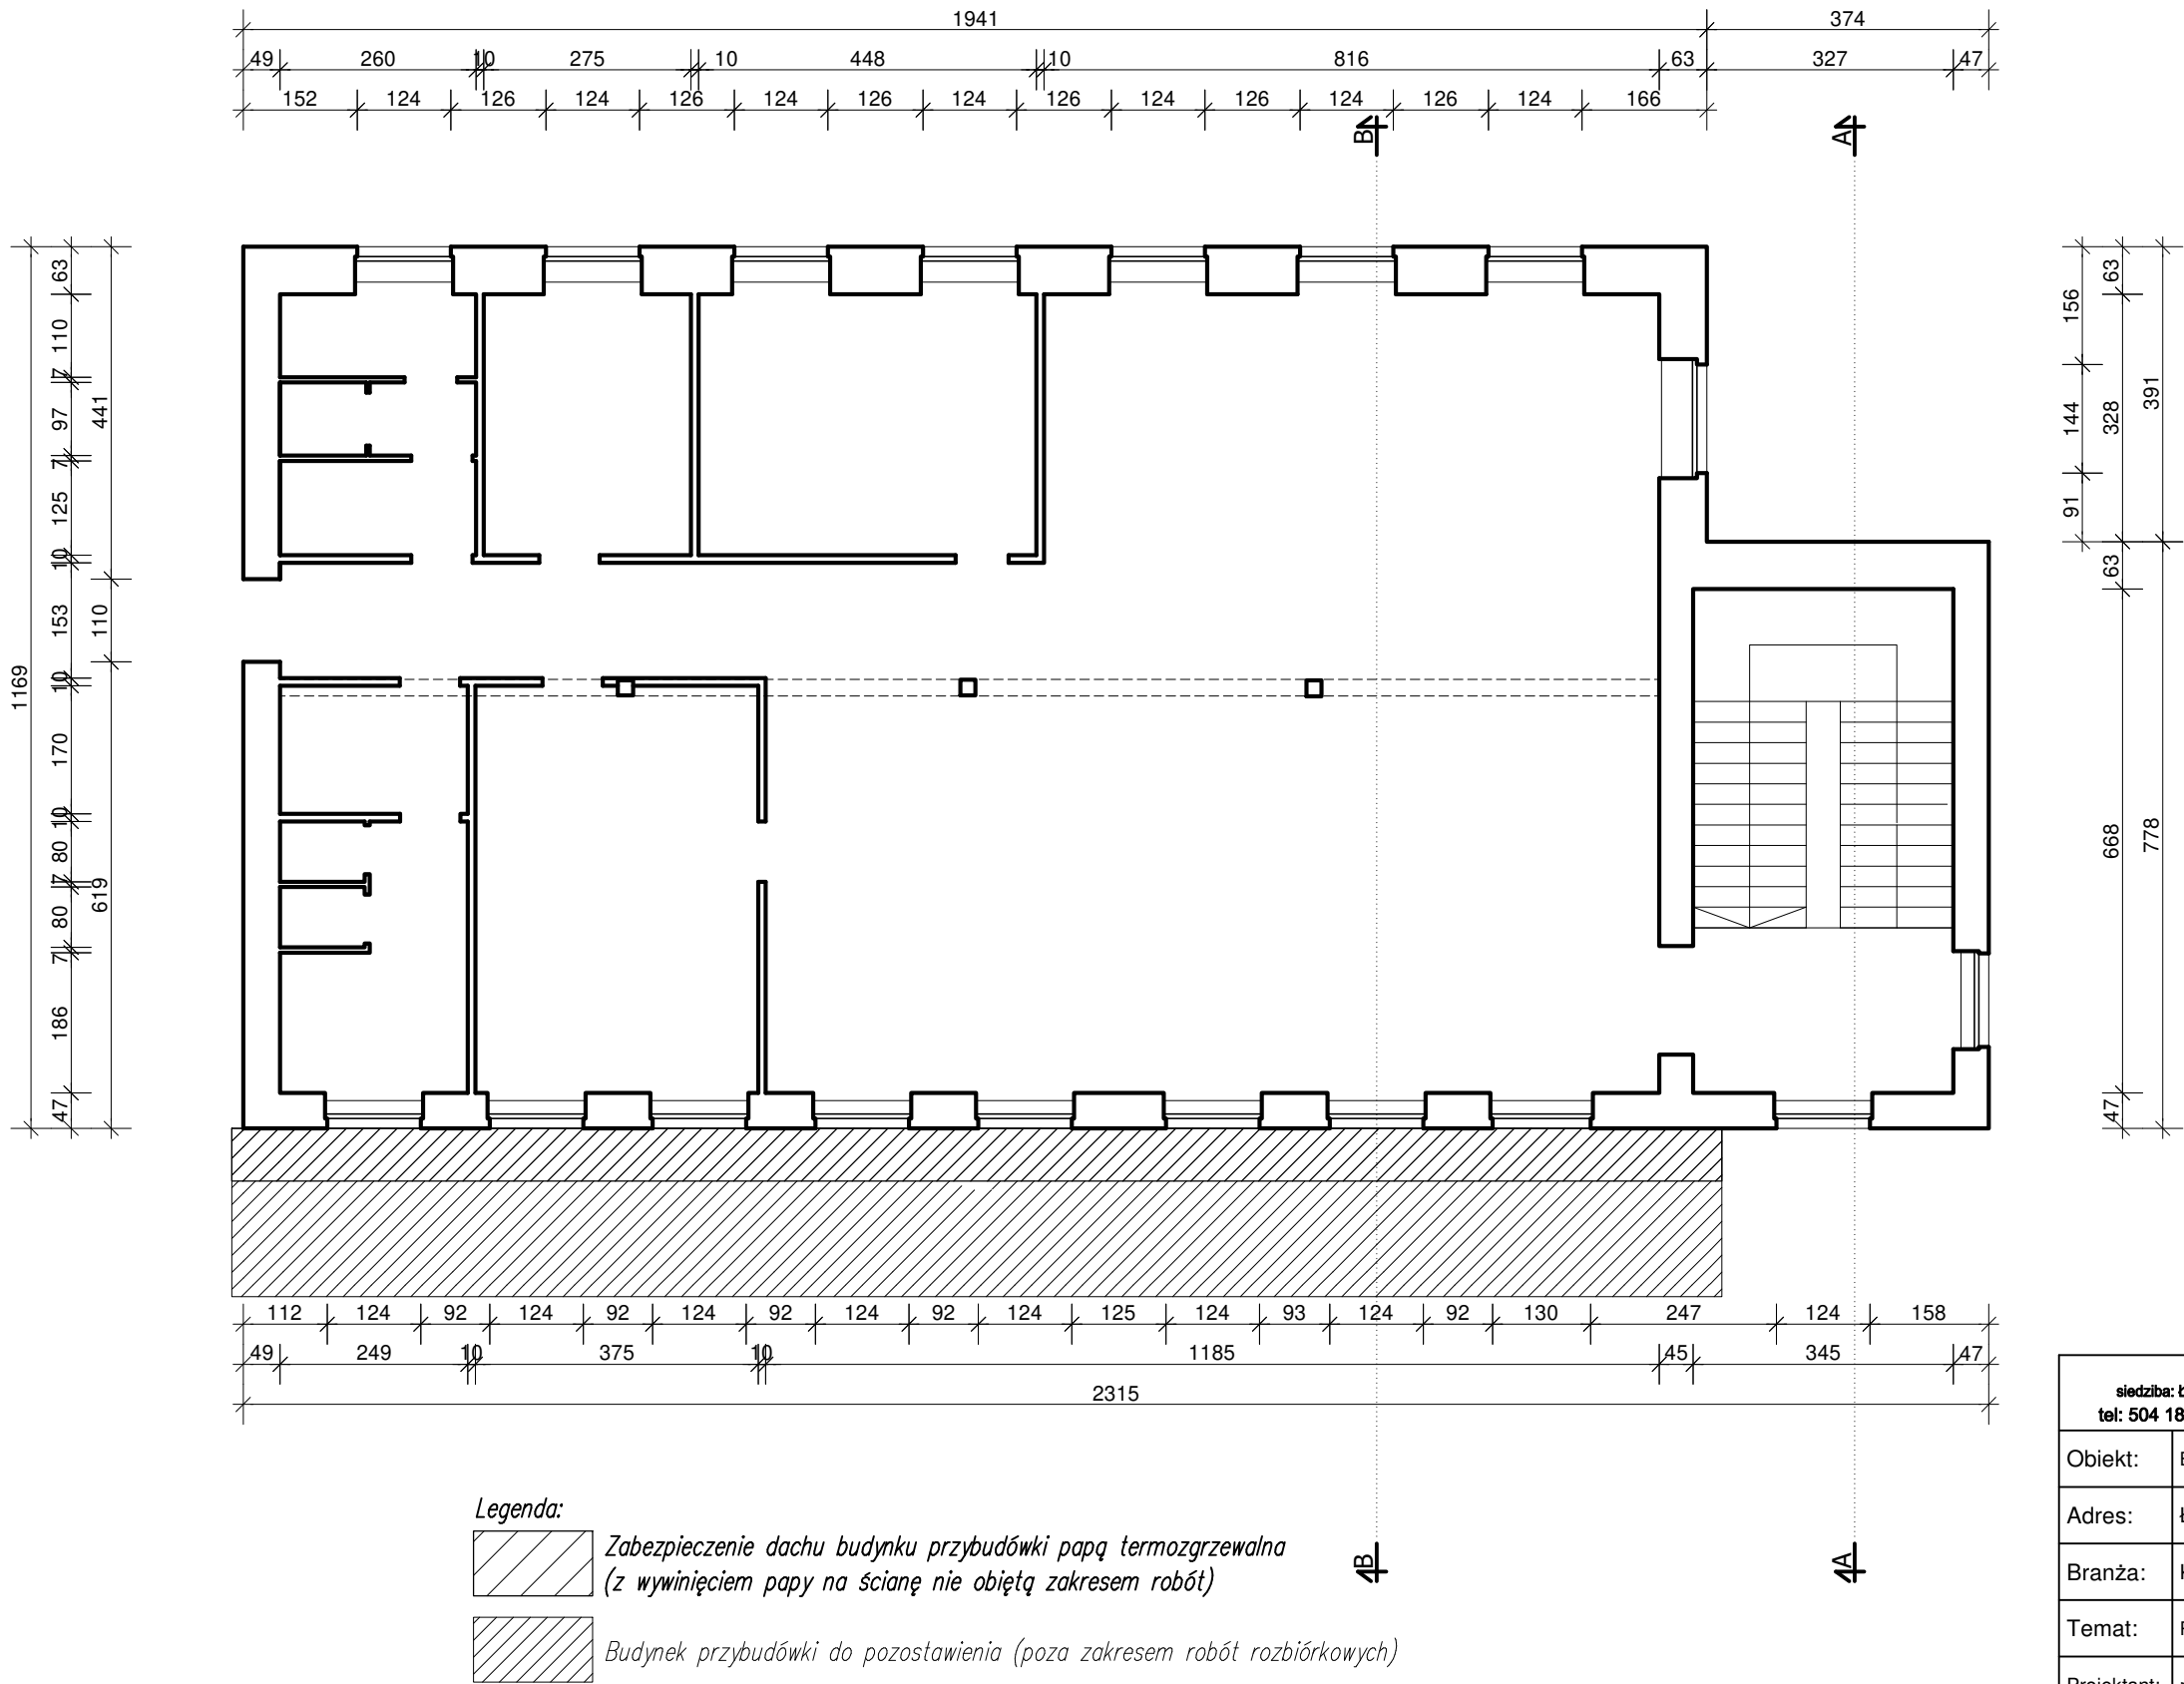 1941 374
49 260 10 275 10 448 10 816 63 327 47
152 124 126 124 126 124 126 124 126 124 126 124 126 124 166
B A
1169
63 110 7 97 7 125 10 153 10 170 10 80 7 80 7 186 47
441 110 619
156 144 91
63 328 63 668 47
391 778
112 124 92 124 92 124 92 124 92 124 125 124 93 124 92 130 247 124 158
49 249 10 375 10 1185 45 345 47
2315
Legenda:
Zabezpieczenie dachu budynku przybudówki papą termozgrzewalna
(z wywinięciem papy na ścianę nie obiętą zakresem robót)
Budynek przybudówki do pozostawienia (poza zakresem robót rozbiórkowych)
B A
siedziba:
tel: 504 18
Obiekt:
Adres:
Branża:
Temat:
Projektant: